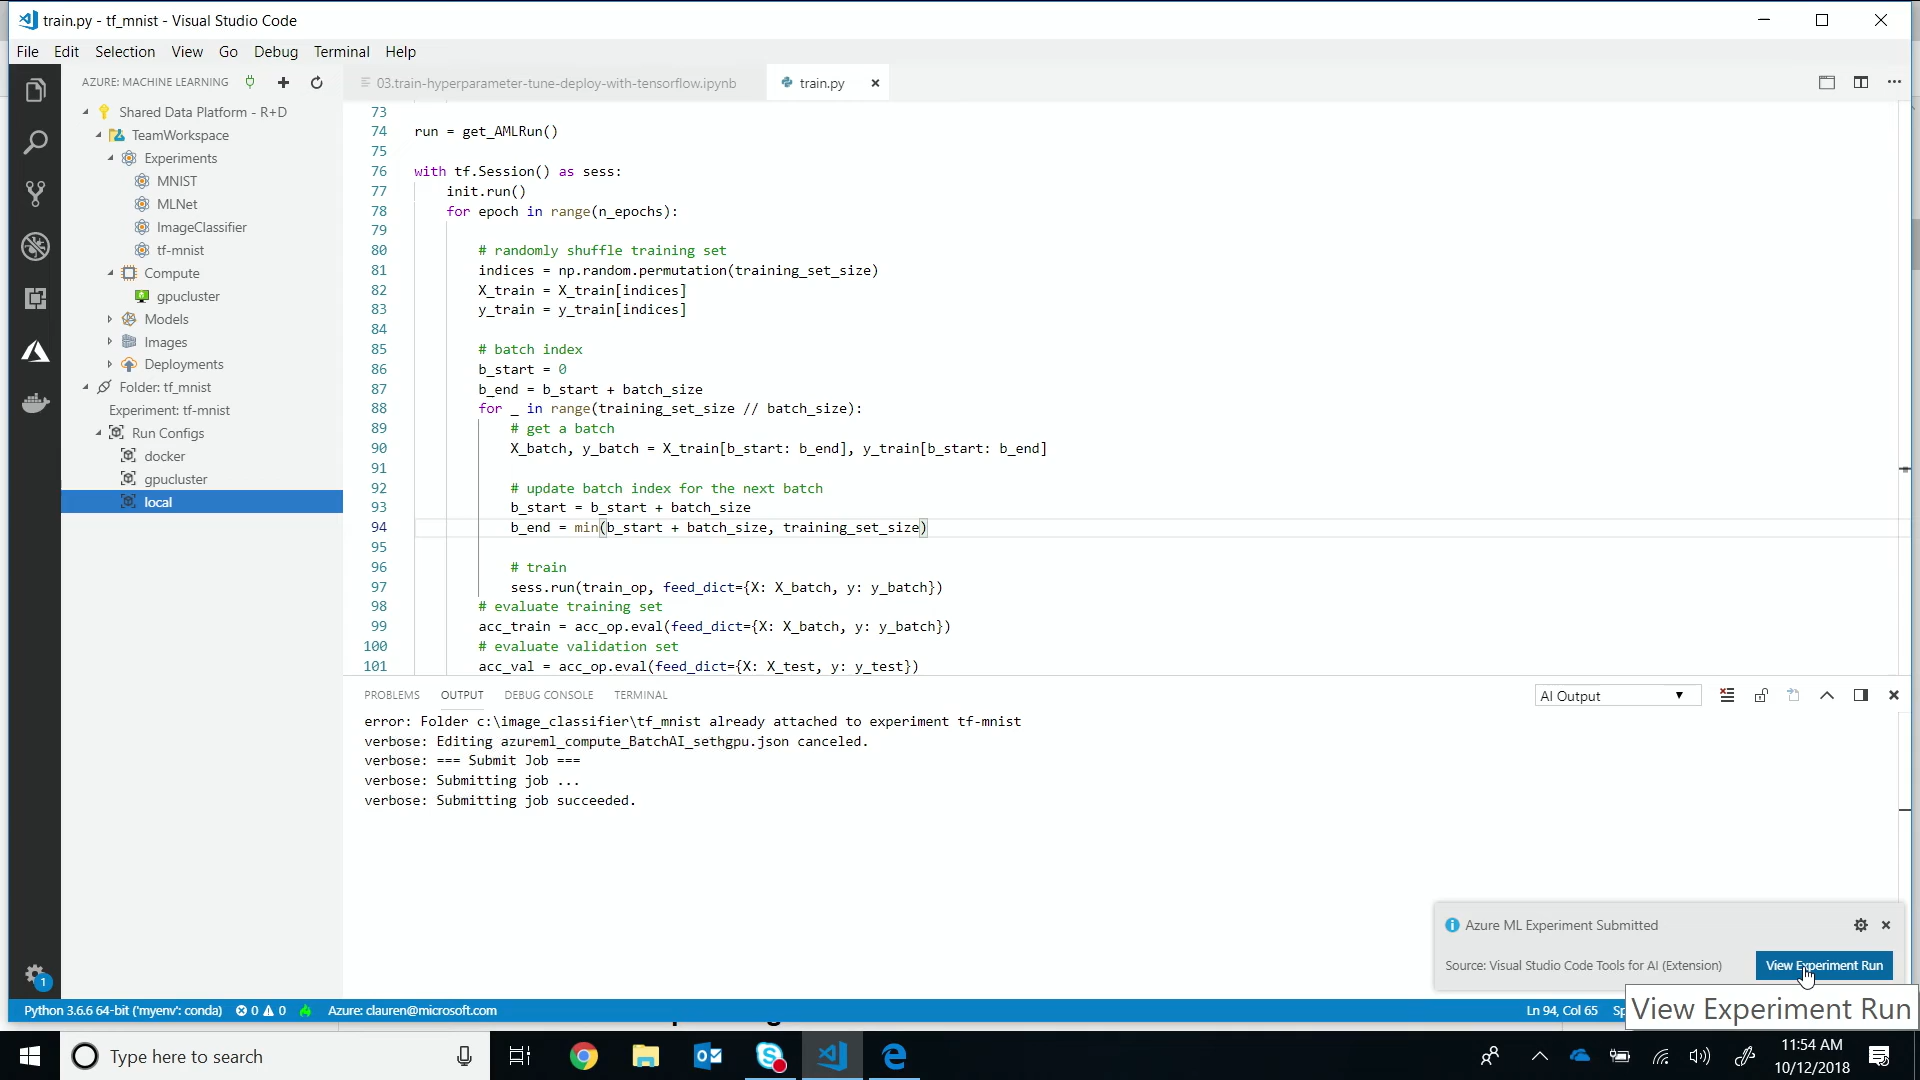 train.py - tf_mnist - Visual Studio Code
File Edit Selection View Go Debug Terminal Help
AZURE: MACHINE LEARNING
Shared Data Platform - R+D
TeamWorkspace
Experiments
MNIST
MLNet
ImageClassifier
tf-mnist
Compute
gpucluster
Models
Images
Deployments
Folder: tf_mnist
Experiment: tf-mnist
Run Configs
docker
gpucluster
local
03.train-hyperparameter-tune-deploy-with-tensorflow.ipynb train.py
73
74 run = get_AMLRun()
75
76 with tf.Session() as sess:
77 init.run()
78 for epoch in range(n_epochs):
79
80 # randomly shuffle training set
81 indices = np.random.permutation(training_set_size)
82 X_train = X_train[indices]
83 y_train = y_train[indices]
84
85 # batch index
86 b_start = 0
87 b_end = b_start + batch_size
88 for _ in range(training_set_size // batch_size):
89 # get a batch
90 X_batch, y_batch = X_train[b_start: b_end], y_train[b_start: b_end]
91
92 # update batch index for the next batch
93 b_start = b_start + batch_size
94 b_end = min(b_start + batch_size, training_set_size)
95
96 # train
97 sess.run(train_op, feed_dict={X: X_batch, y: y_batch})
98 # evaluate training set
99 acc_train = acc_op.eval(feed_dict={X: X_batch, y: y_batch})
100 # evaluate validation set
101 acc_val = acc_op.eval(feed_dict={X: X_test, y: y_test})
PROBLEMS OUTPUT DEBUG CONSOLE TERMINAL
AI Output
error: Folder c:\image_classifier\tf_mnist already attached to experiment tf-mnist
verbose: Editing azureml_compute_BatchAI_sethgpu.json canceled.
verbose: === Submit Job ===
verbose: Submitting job ...
verbose: Submitting job succeeded.
Azure ML Experiment Submitted
Source: Visual Studio Code Tools for AI (Extension)
View Experiment Run
View Experiment Run
1
Python 3.6.6 64-bit ('myenv': conda) 0 0 Azure: clauren@microsoft.com
Ln 94, Col 65
Type here to search
11:54 AM
10/12/2018